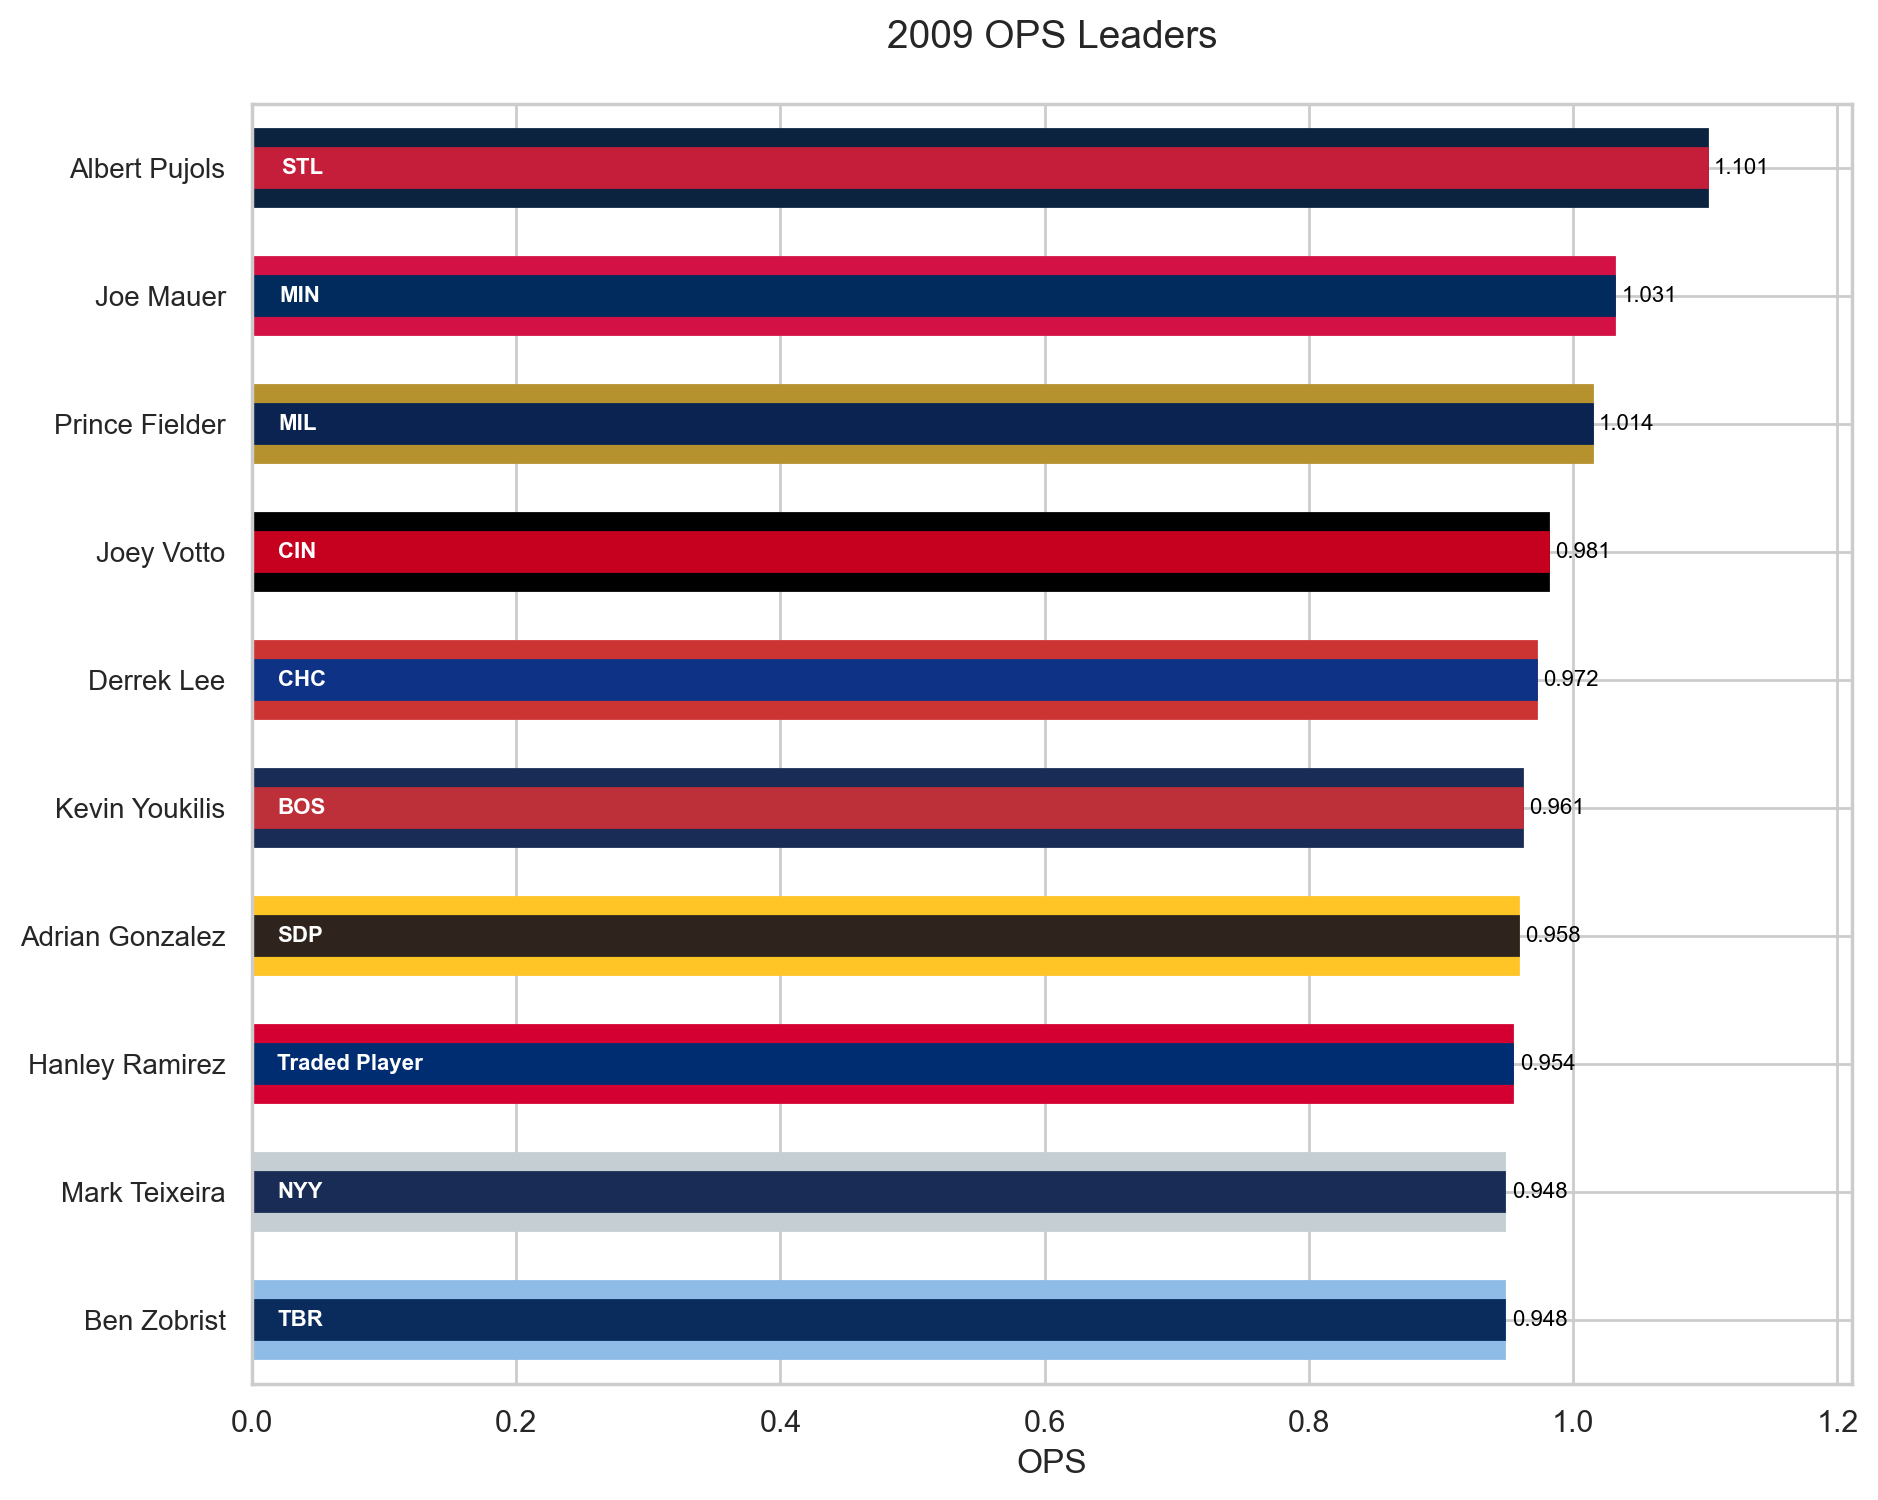 2009 OPS Leaders
Albert Pujols
STL
1.101
Joe Mauer
MIN
1.031
Prince Fielder
MIL
1.014
Joey Votto
CIN
0.981
Derrek Lee
CHC
0.972
Kevin Youkilis
BOS
0.961
Adrian Gonzalez
SDP
0.958
Hanley Ramirez
Traded Player
0.954
Mark Teixeira
NYY
0.948
Ben Zobrist
TBR
0.948
0.0 0.2 0.4 0.6 0.8 1.0 1.2
OPS